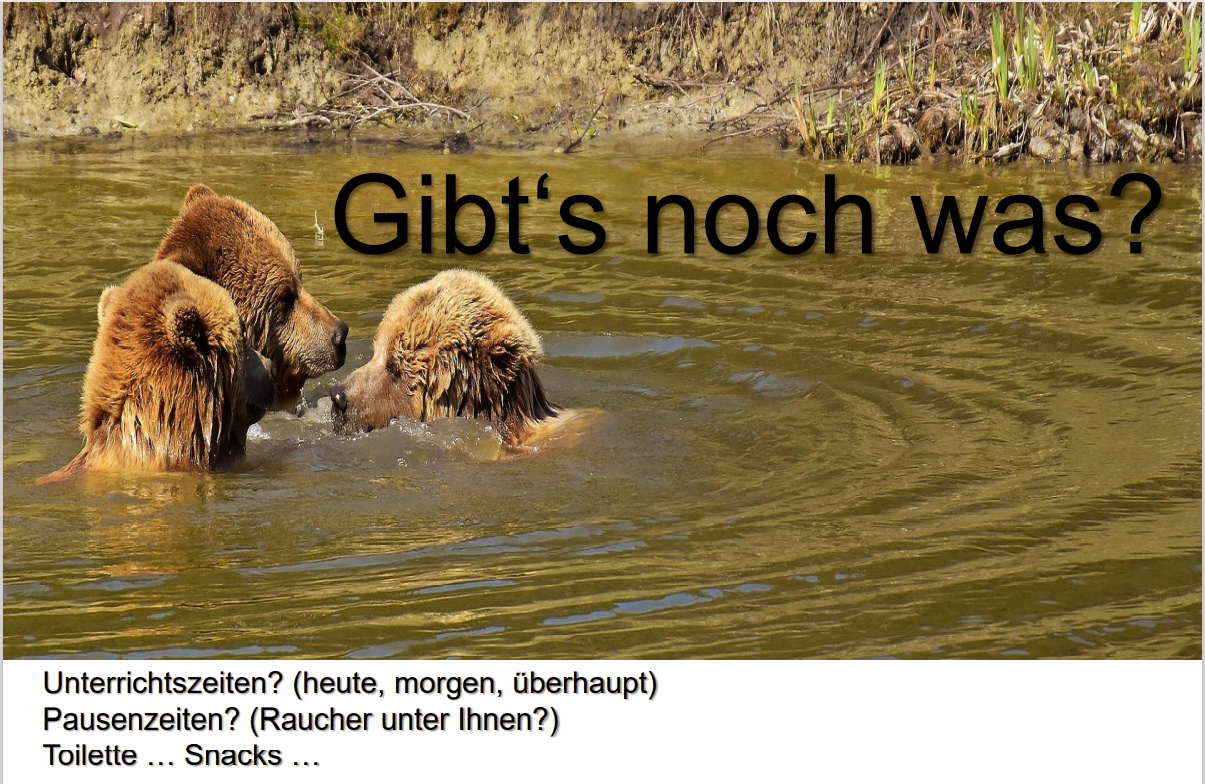 Gibt‘s noch was?
Unterrichtszeiten? (heute, morgen, überhaupt)
Pausenzeiten? (Raucher unter Ihnen?)
Toilette … Snacks …